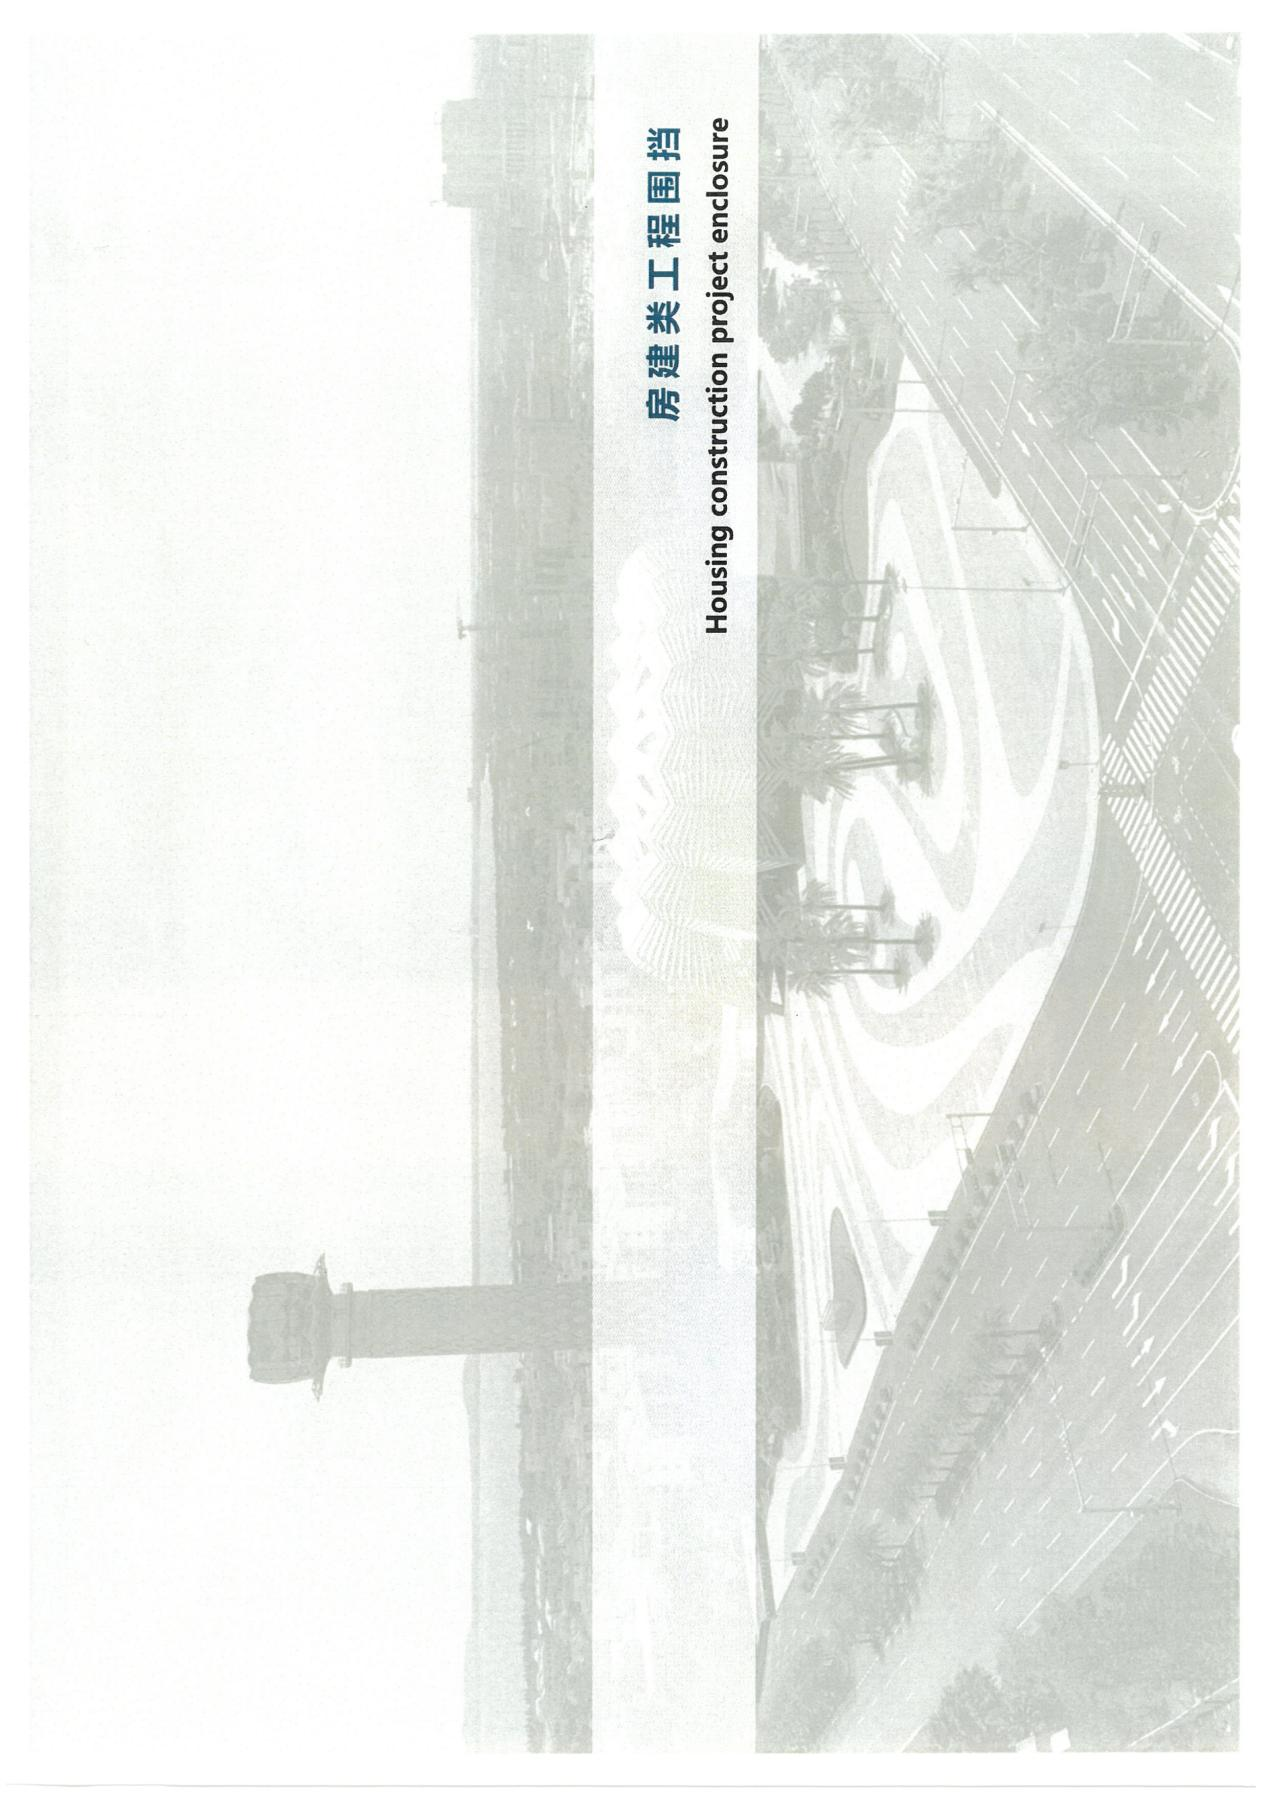 房建类工程围挡
Housing construction project enclosure